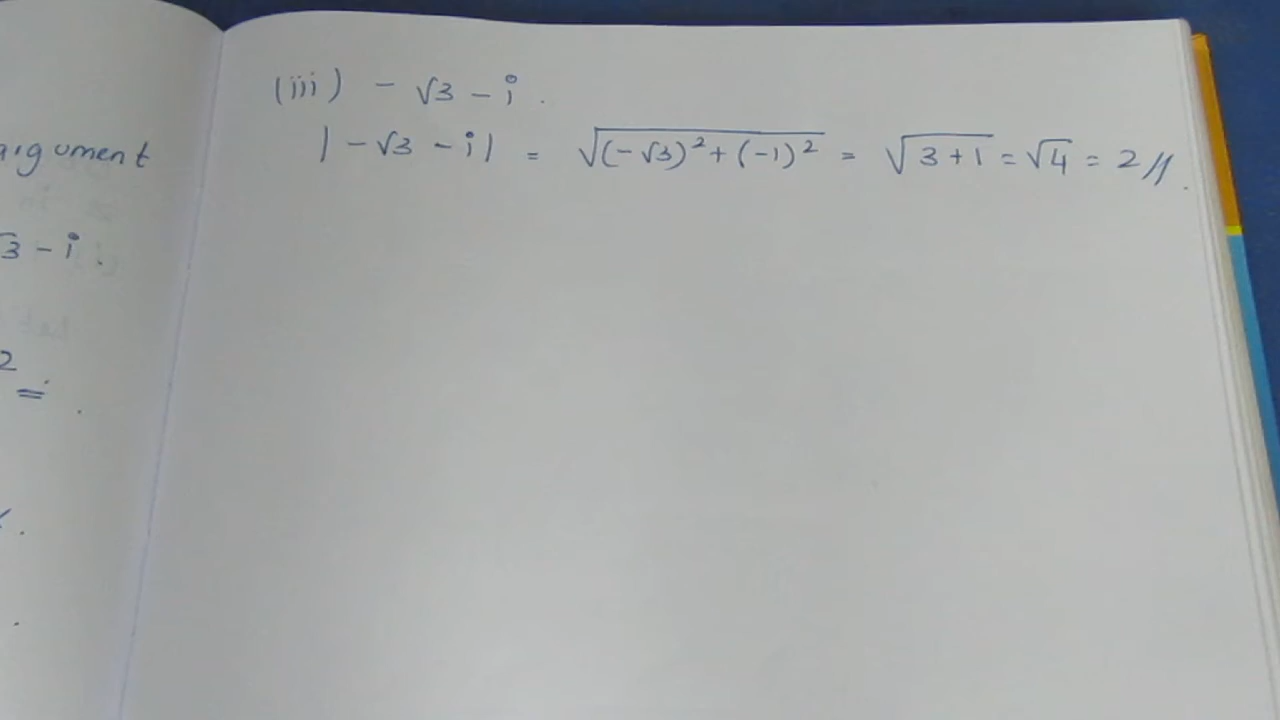 argument
√3 - i.
2
(iii) - √3 - i.
|-√3 - i| = √(-√3)² + (-1)² = √3+1 = √4 = 2 //.